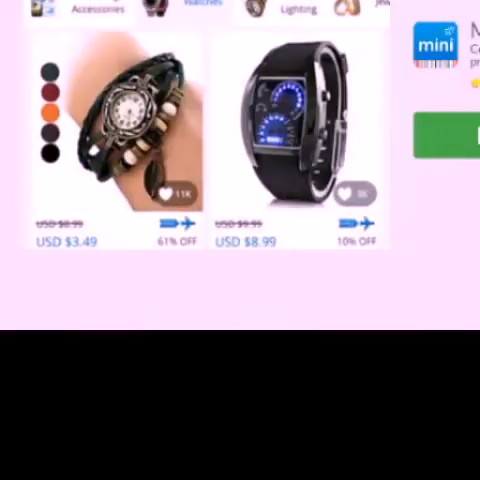 Accessories
Watches
Lighting
mini
11K
USD $8.99
USD $3.49
61% OFF
USD $9.99
USD $8.99
10% OFF